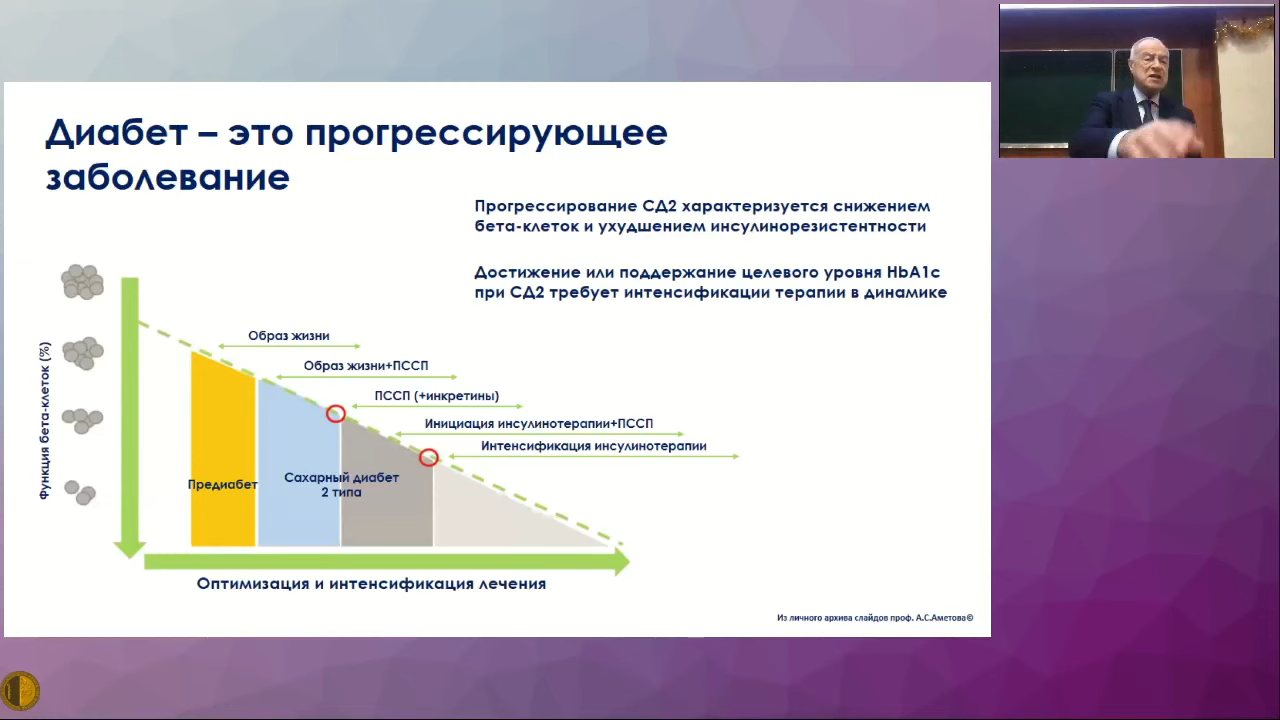 Диабет – это прогрессирующее
заболевание
Прогрессирование СД2 характеризуется снижением
бета-клеток и ухудшением инсулинорезистентности
Достижение или поддержание целевого уровня HbA1c
при СД2 требует интенсификации терапии в динамике
Функция бета-клеток (%)
Образ жизни
Образ жизни+ПССП
ПССП (+инкретины)
Инициация инсулинотерапии+ПССП
Интенсификация инсулинотерапии
Предиабет
Сахарный диабет
2 типа
Оптимизация и интенсификация лечения
Из личного архива слайдов проф. А.С.Аметова©